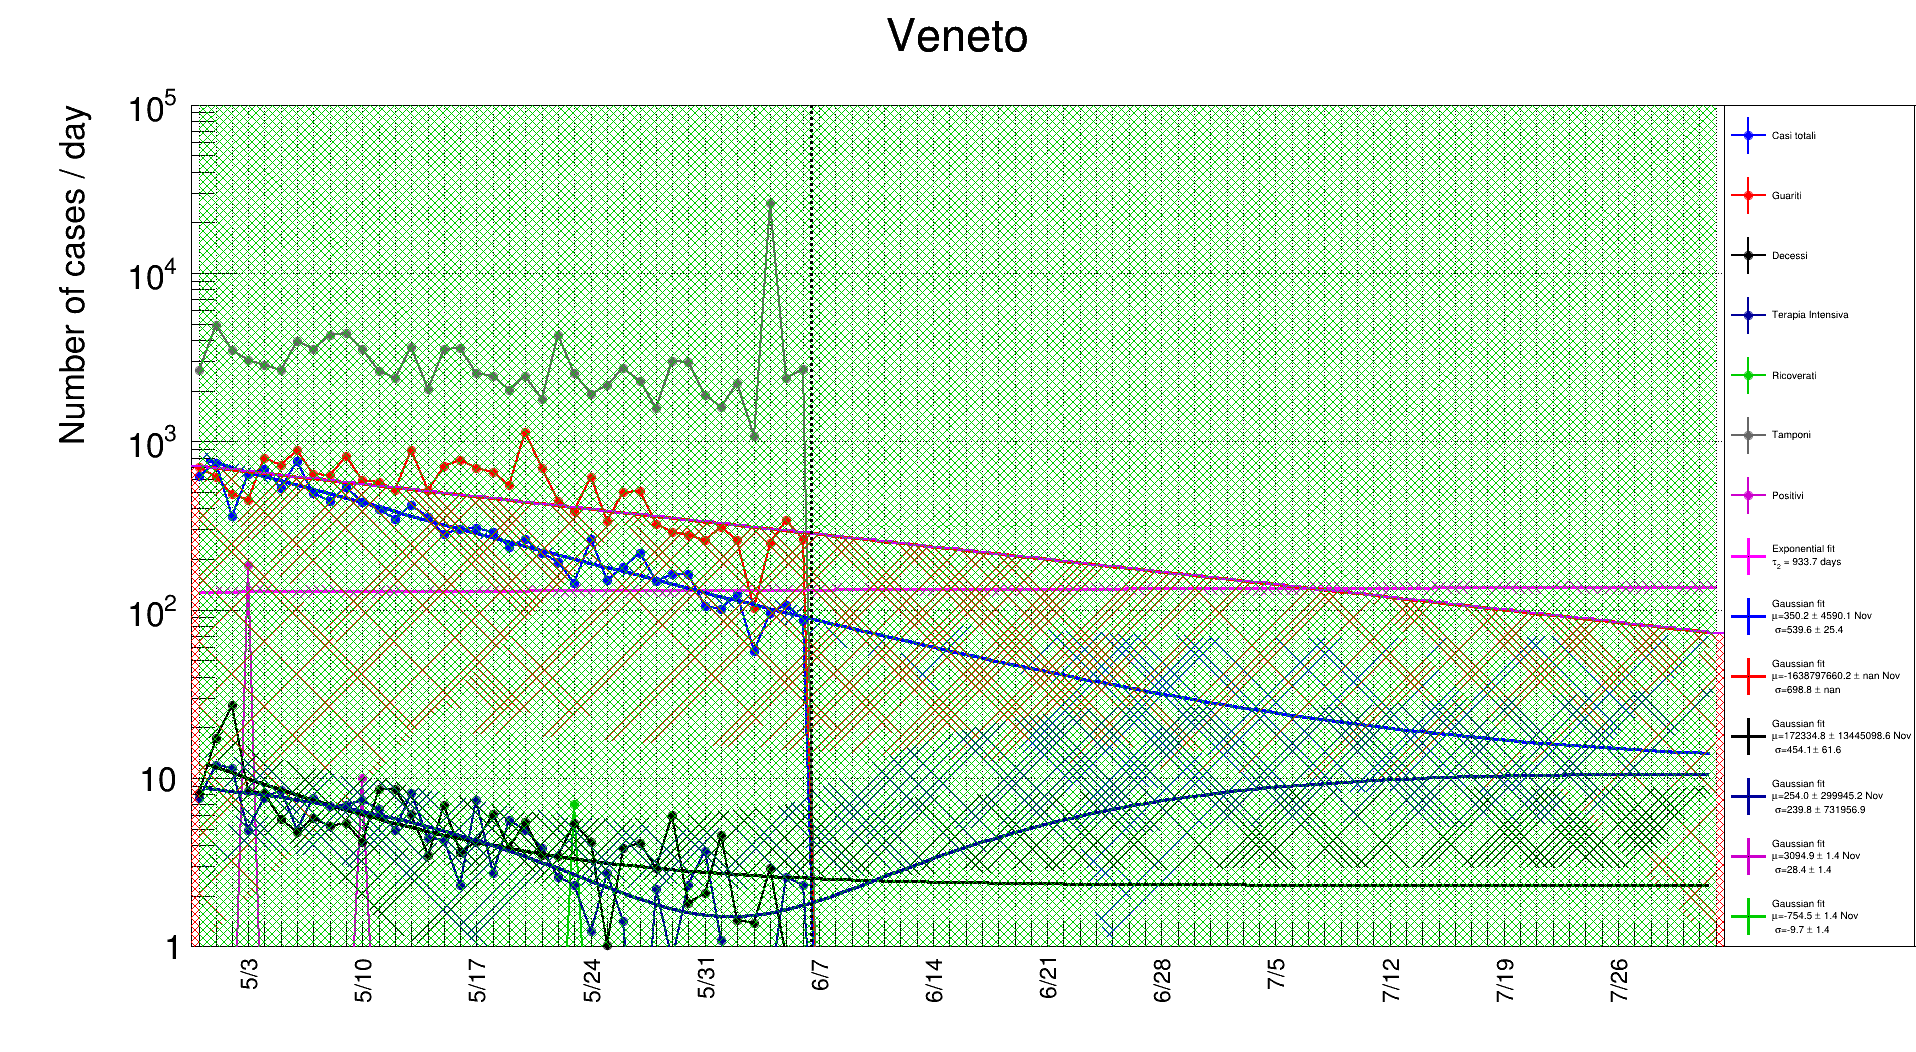 Veneto
Number of cases / day
10^5
10^4
10^3
10^2
10
1
5/3
5/10
5/17
5/24
5/31
6/7
6/14
6/21
6/28
7/5
7/12
7/19
7/26
Casi totali
Guariti
Decessi
Terapia Intensiva
Ricoverati
Tamponi
Positivi
Exponential fit
τ₂ = 933.7 days
Gaussian fit
μ=350.2 ± 4590.1 Nov
σ=539.6 ± 25.4
Gaussian fit
μ=-1638797660.2 ± nan Nov
σ=698.8 ± nan
Gaussian fit
μ=172334.8 ± 13445098.6 Nov
σ=454.1 ± 61.6
Gaussian fit
μ=254.0 ± 299945.2 Nov
σ=239.8 ± 731956.9
Gaussian fit
μ=3094.9 ± 1.4 Nov
σ=28.4 ± 1.4
Gaussian fit
μ=-754.5 ± 1.4 Nov
σ=-9.7 ± 1.4